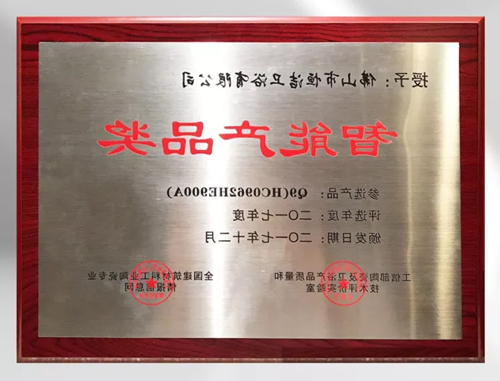 授予：佛山市恒洁卫浴有限公司
智能产品奖
参选产品：Q9(HC0962HE900A)
评选年度：二〇一七年度
颁发日期：二〇一七年十二月
工信部陶瓷及卫浴产品质量和
技术评价实验室
全国建筑材料工业陶瓷专业
情报信息网